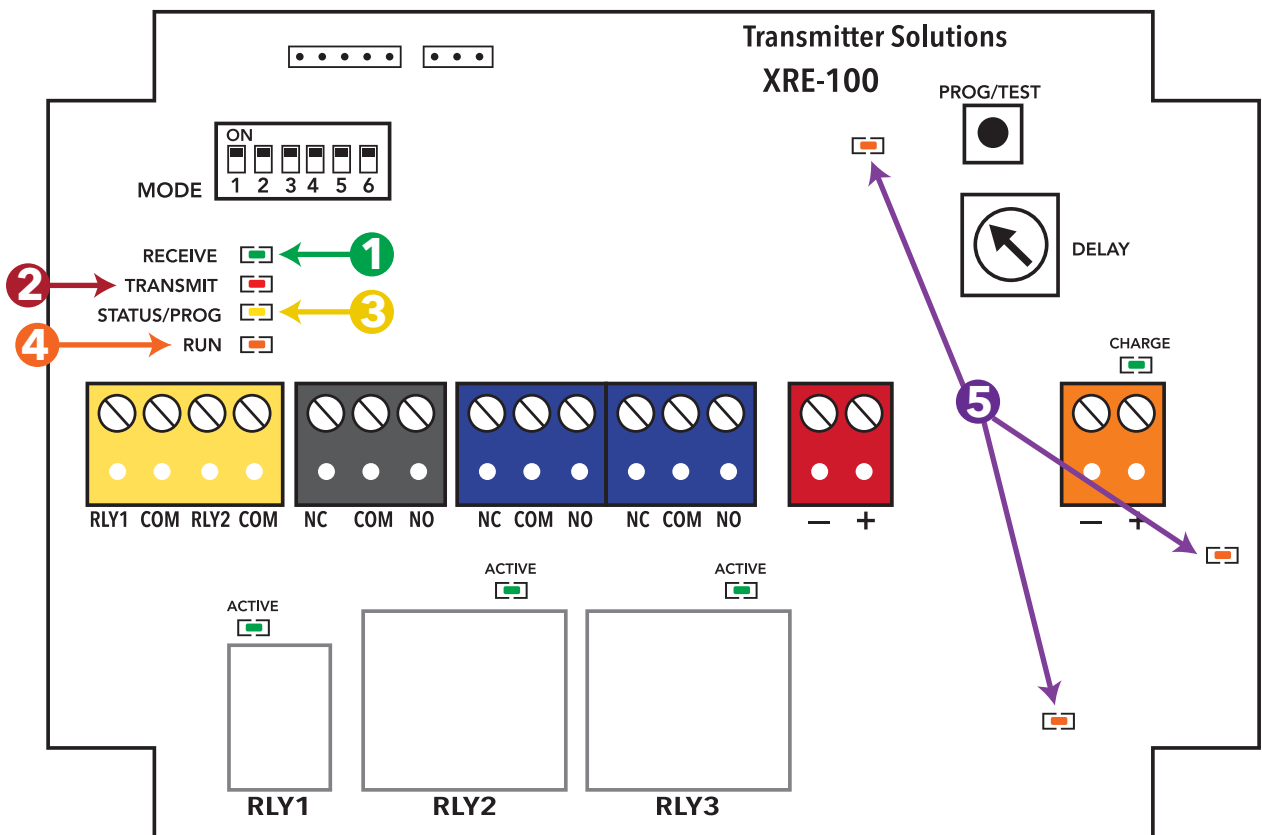 Transmitter Solutions
XRE-100
PROG/TEST
ON
1 2 3 4 5 6
MODE
DELAY
RECEIVE
1
2
TRANSMIT
STATUS/PROG
3
4
RUN
CHARGE
5
RLY1 COM RLY2 COM
NC COM NO
NC COM NO
NC COM NO
— +
— +
ACTIVE
ACTIVE
ACTIVE
RLY1
RLY2
RLY3